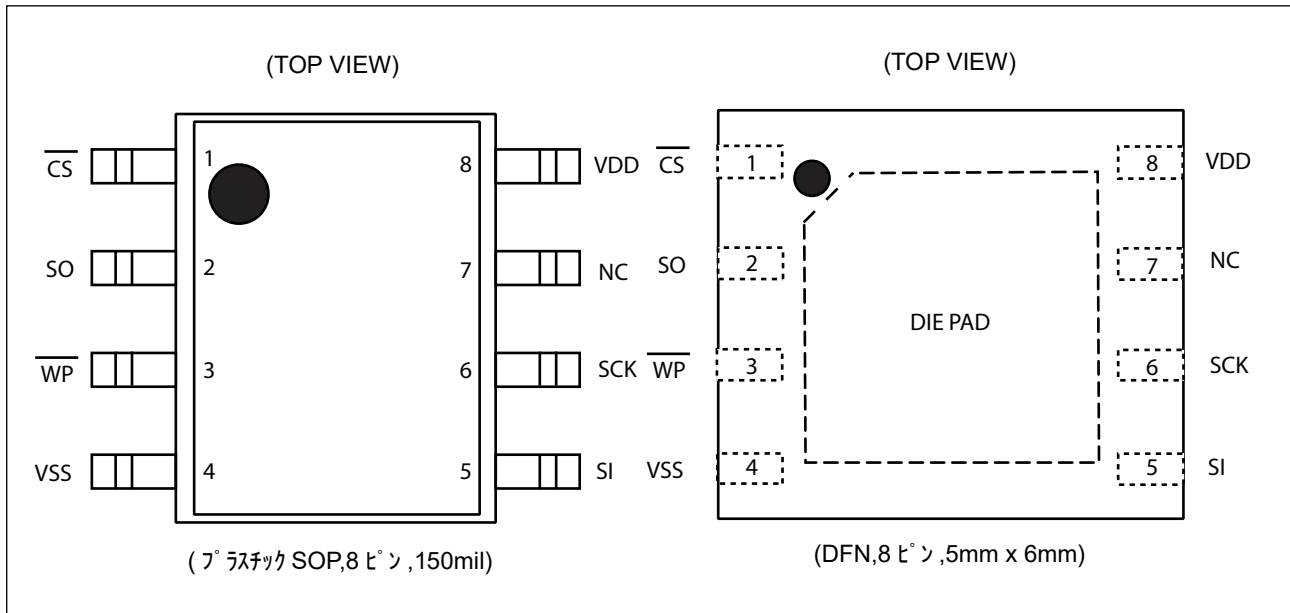 (TOP VIEW)
CS 1 8 VDD
SO 2 7 NC
WP 3 6 SCK
VSS 4 5 SI
( プラスチック SOP,8 ピン ,150mil)
(TOP VIEW)
CS 1 8 VDD
SO 2 7 NC
DIE PAD
WP 3 6 SCK
VSS 4 5 SI
(DFN,8 ピン ,5mm x 6mm)